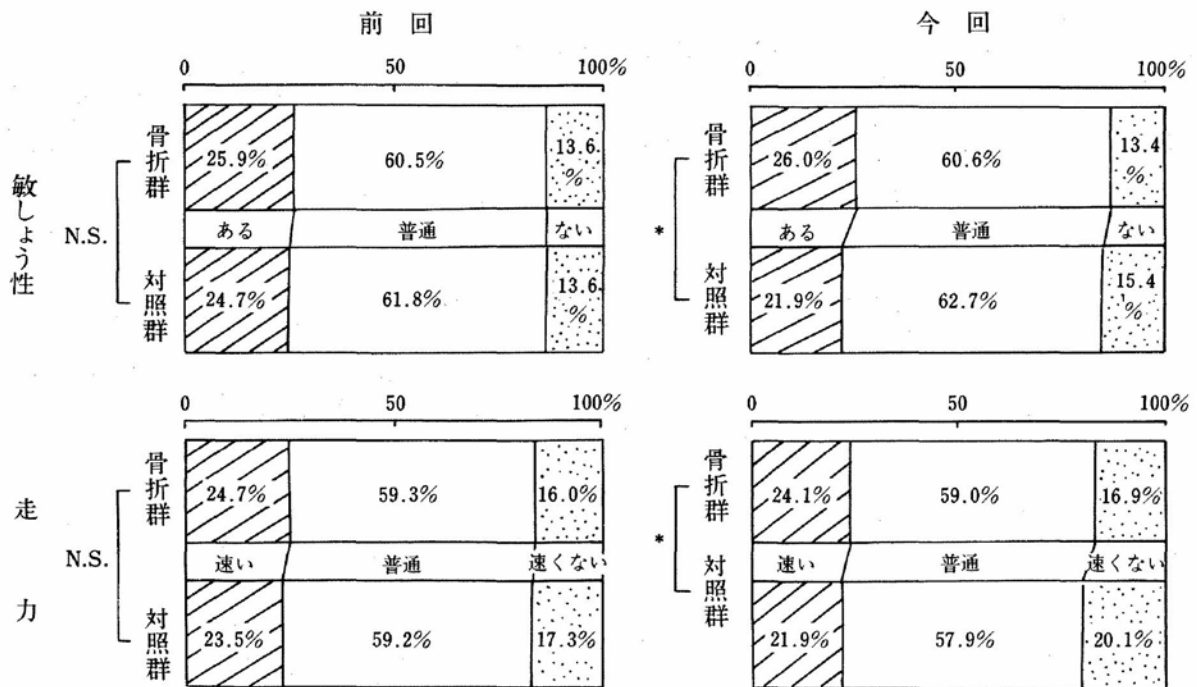 前 回
今 回
0 50 100%
0 50 100%
敏しょう性
N.S.
骨折群
25.9% 60.5% 13.6%
ある 普通 ない
対照群
24.7% 61.8% 13.6%
*
骨折群
26.0% 60.6% 13.4%
ある 普通 ない
対照群
21.9% 62.7% 15.4%
0 50 100%
0 50 100%
走力
N.S.
骨折群
24.7% 59.3% 16.0%
速い 普通 速くない
対照群
23.5% 59.2% 17.3%
*
骨折群
24.1% 59.0% 16.9%
速い 普通 速くない
対照群
21.9% 57.9% 20.1%